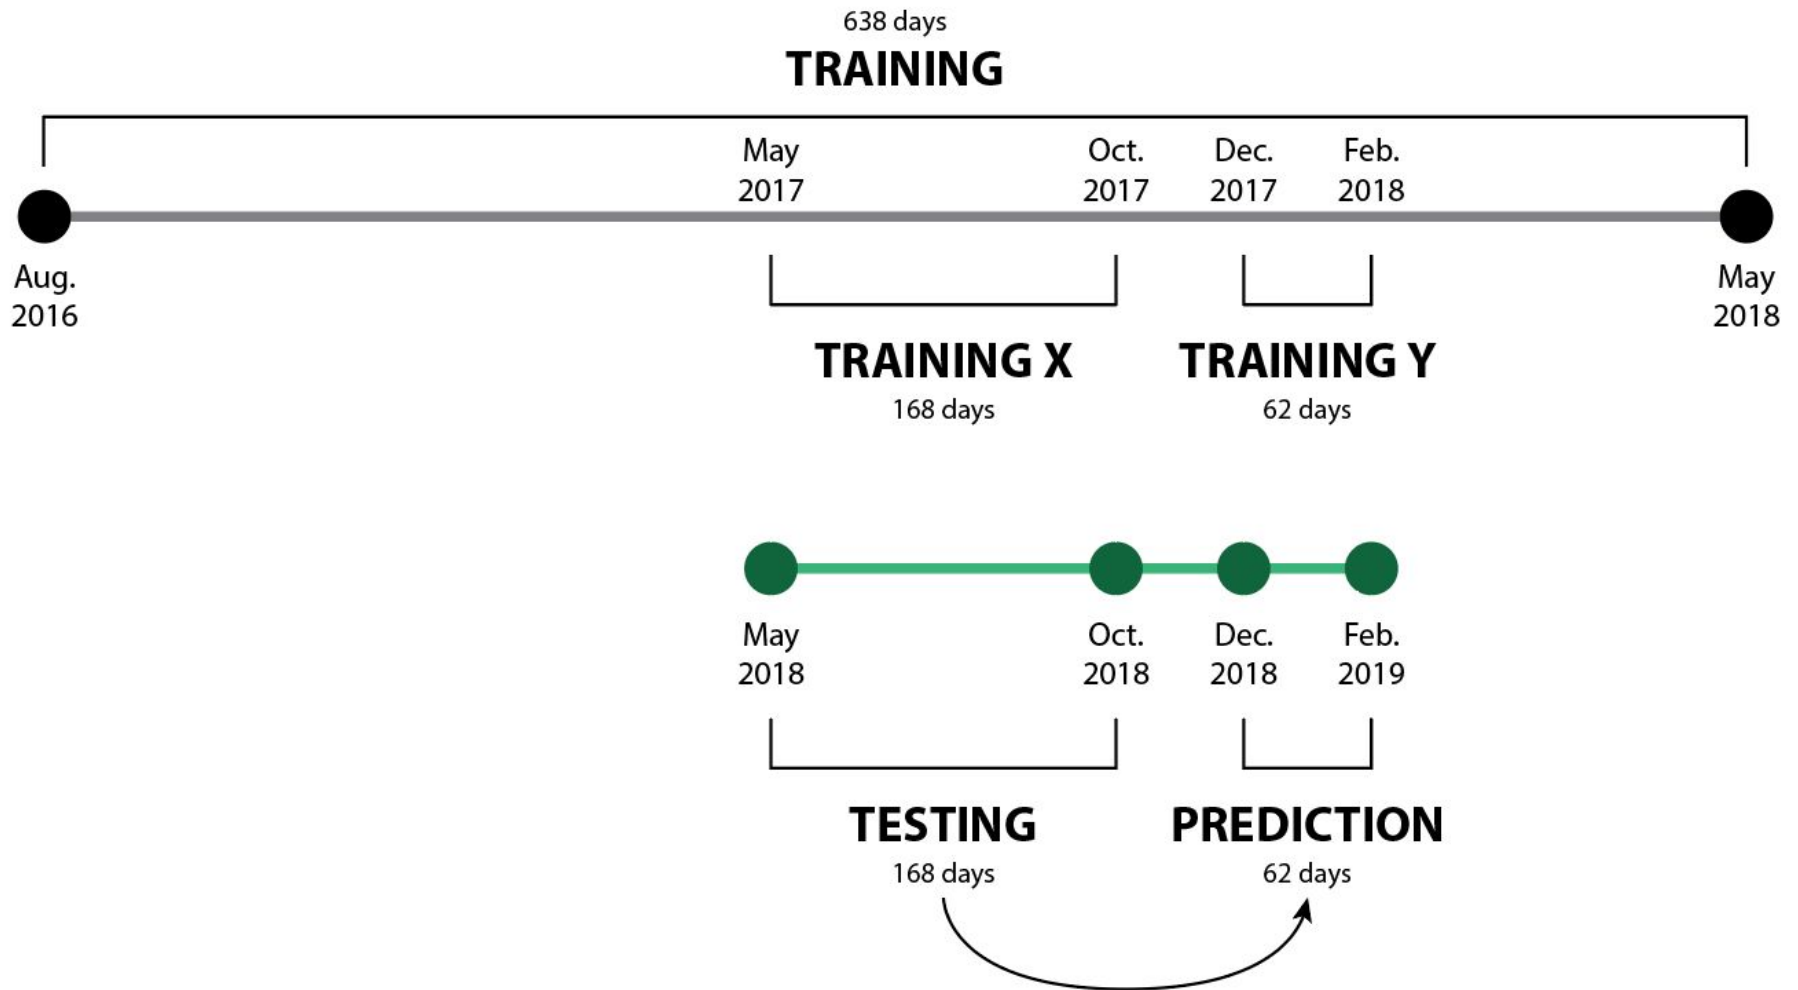 638 days
TRAINING
May
2017
Oct.
2017
Dec.
2017
Feb.
2018
Aug.
2016
May
2018
TRAINING X
168 days
TRAINING Y
62 days
May
2018
Oct.
2018
Dec.
2018
Feb.
2019
TESTING
168 days
PREDICTION
62 days